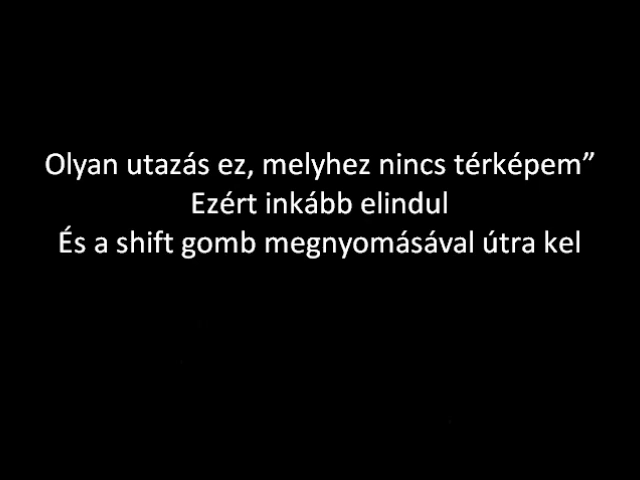 Olyan utazás ez, melyhez nincs térképem”
Ezért inkább elindul
És a shift gomb megnyomásával útra kel